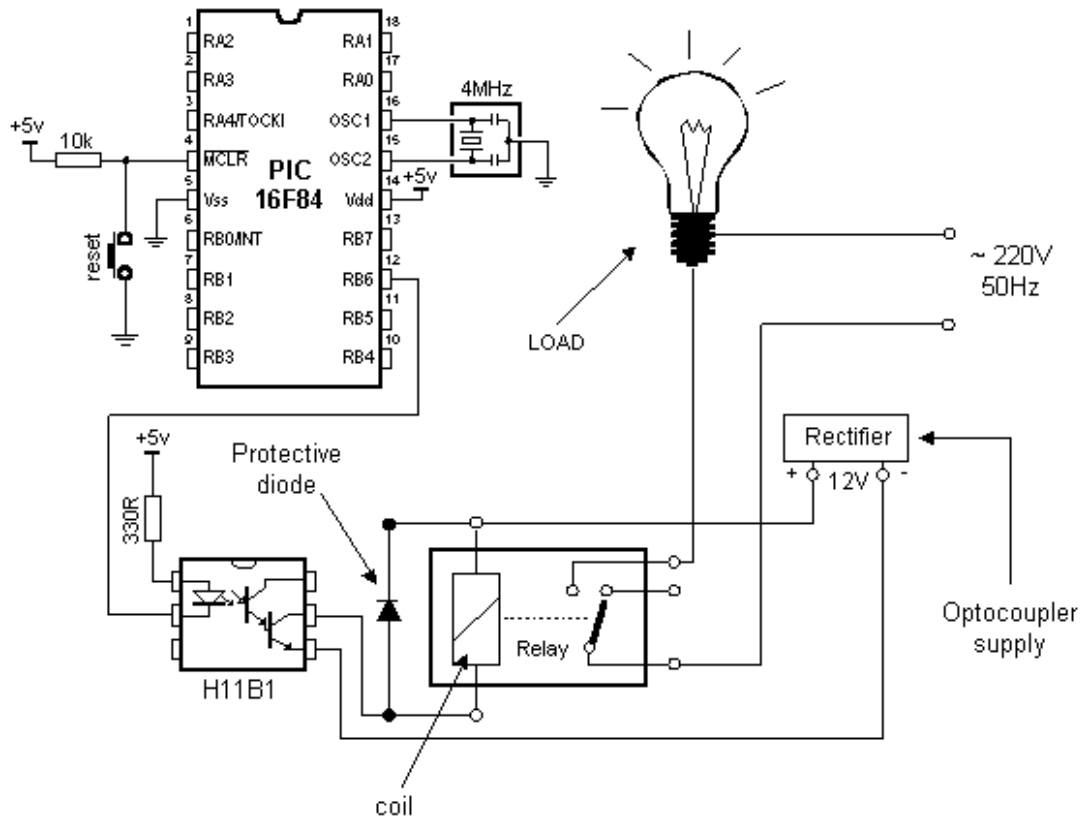 1
RA2
2
RA3
3
RA4/TOCKI
4
MCLR
5
Vss
6
RB0/INT
7
RB1
8
RB2
9
RB3
18
RA1
17
RA0
16
OSC1
15
OSC2
14
Vdd
13
RB7
12
RB6
11
RB5
10
RB4
PIC
16F84
+5v
10k
reset
4MHz
+5v
LOAD
~ 220V
50Hz
+5v
330R
H11B1
Protective
diode
Relay
coil
Rectifier
+ 12V -
Optocoupler
supply